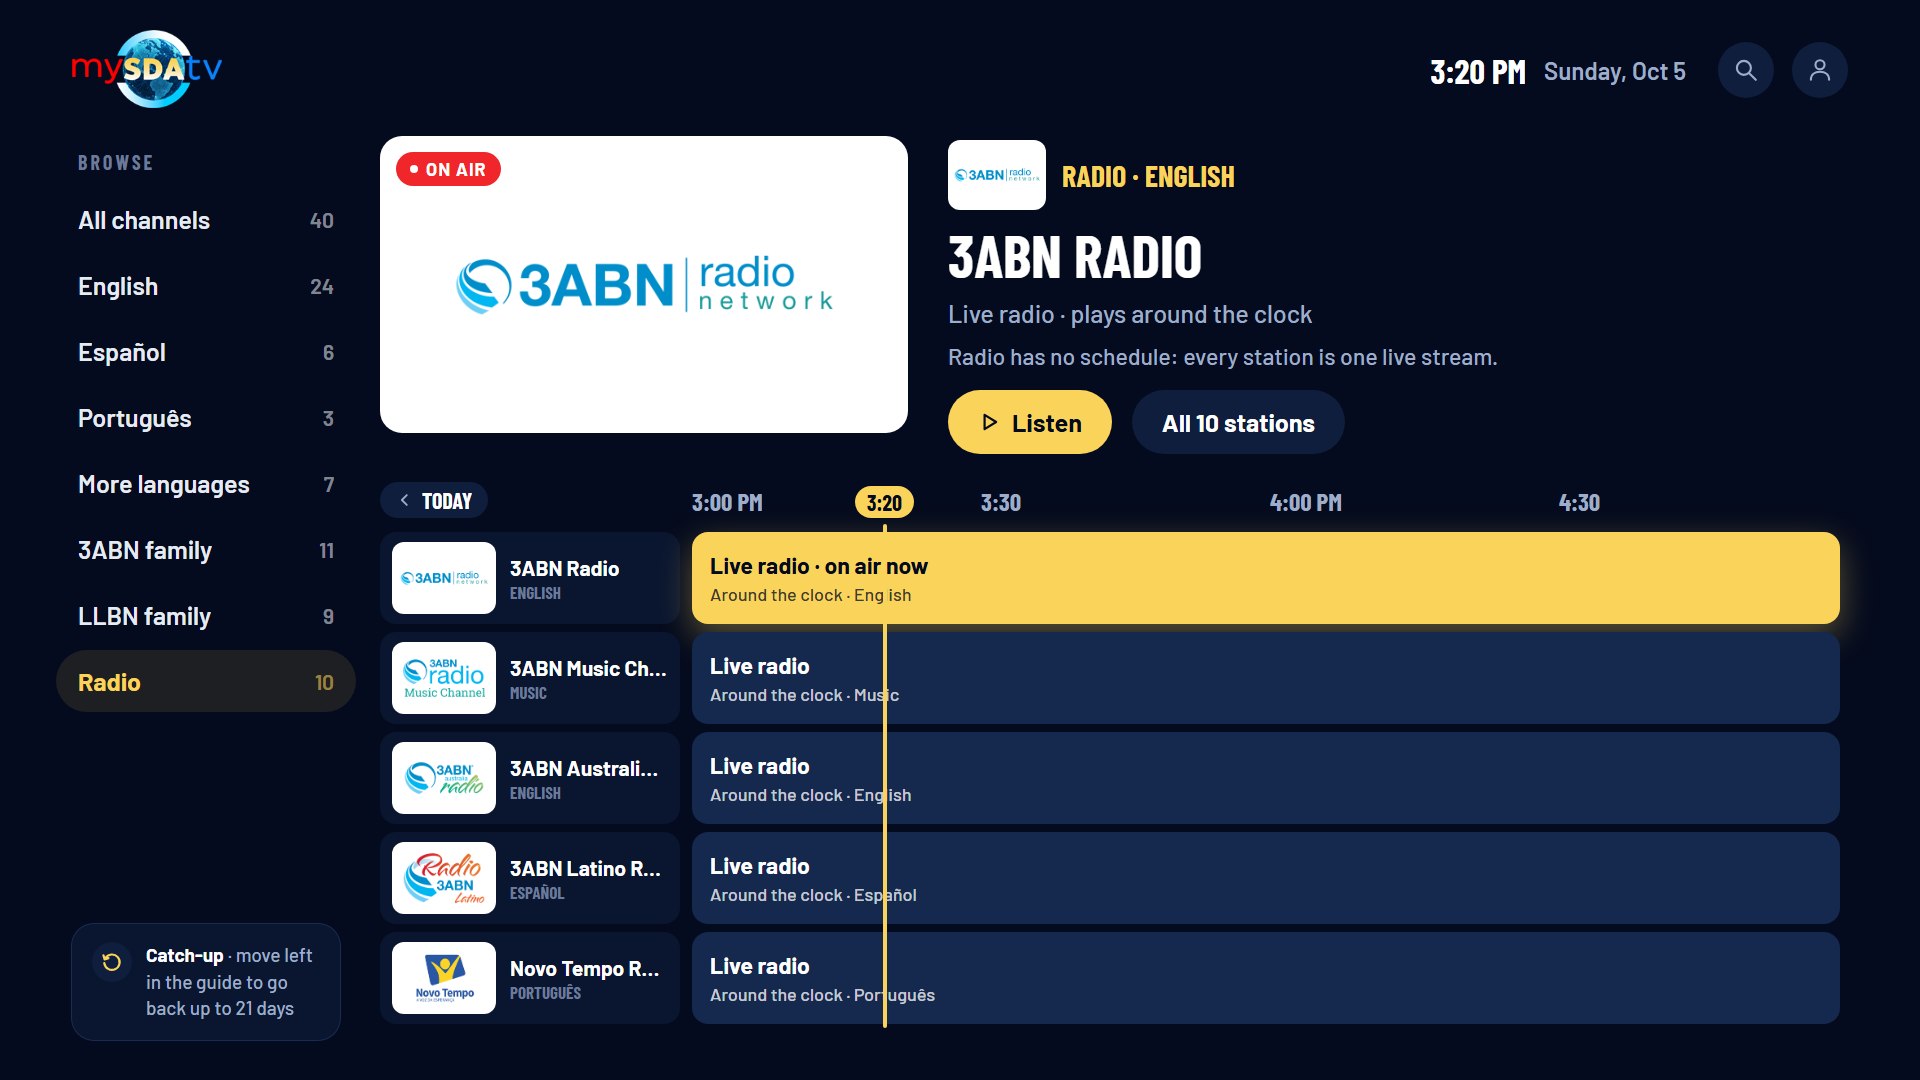 mySDAtv
3:20 PM Sunday, Oct 5
BROWSE
All channels 40
English 24
Español 6
Português 3
More languages 7
3ABN family 11
LLBN family 9
Radio 10
Catch-up · move left
in the guide to go
back up to 21 days
ON AIR
3ABN radio
network
3ABN radio
network
RADIO · ENGLISH
3ABN RADIO
Live radio · plays around the clock
Radio has no schedule: every station is one live stream.
Listen
All 10 stations
TODAY
3:00 PM 3:20 3:30 4:00 PM 4:30
3ABN radio
network
3ABN Radio
ENGLISH
Live radio · on air now
Around the clock · Eng ish
3ABN
radio
Music Channel
3ABN Music Ch...
MUSIC
Live radio
Around the clock · Music
3ABN
australia
radio
3ABN Australi...
ENGLISH
Live radio
Around the clock · English
Radio
3ABN
Latino
3ABN Latino R...
ESPAÑOL
Live radio
Around the clock · Español
Novo Tempo
Novo Tempo R...
PORTUGUÊS
Live radio
Around the clock · Português